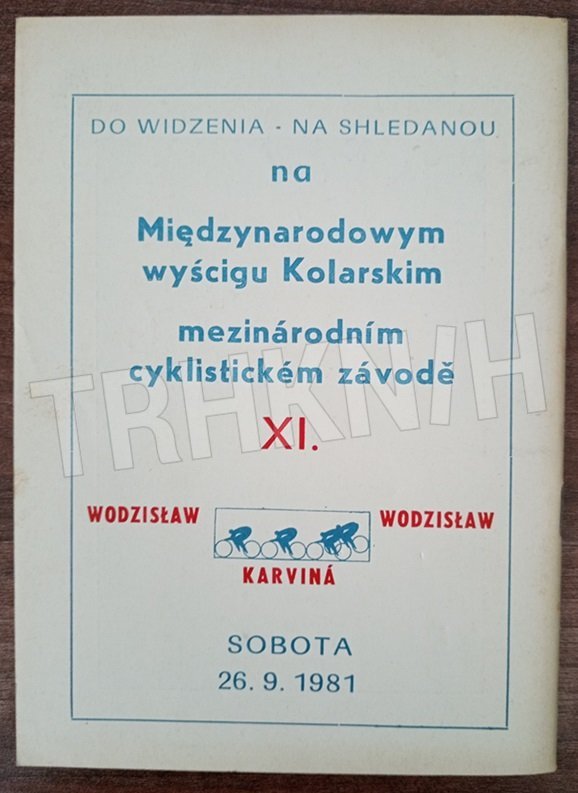 DO WIDZENIA - NA SHLEDANOU
na
Międzynarodowym
wyścigu Kolarskim
mezinárodním
cyklistickém závodě
XI.
WODZISŁAW WODZISŁAW
KARVINÁ
SOBOTA
26. 9. 1981
TRHKNIH